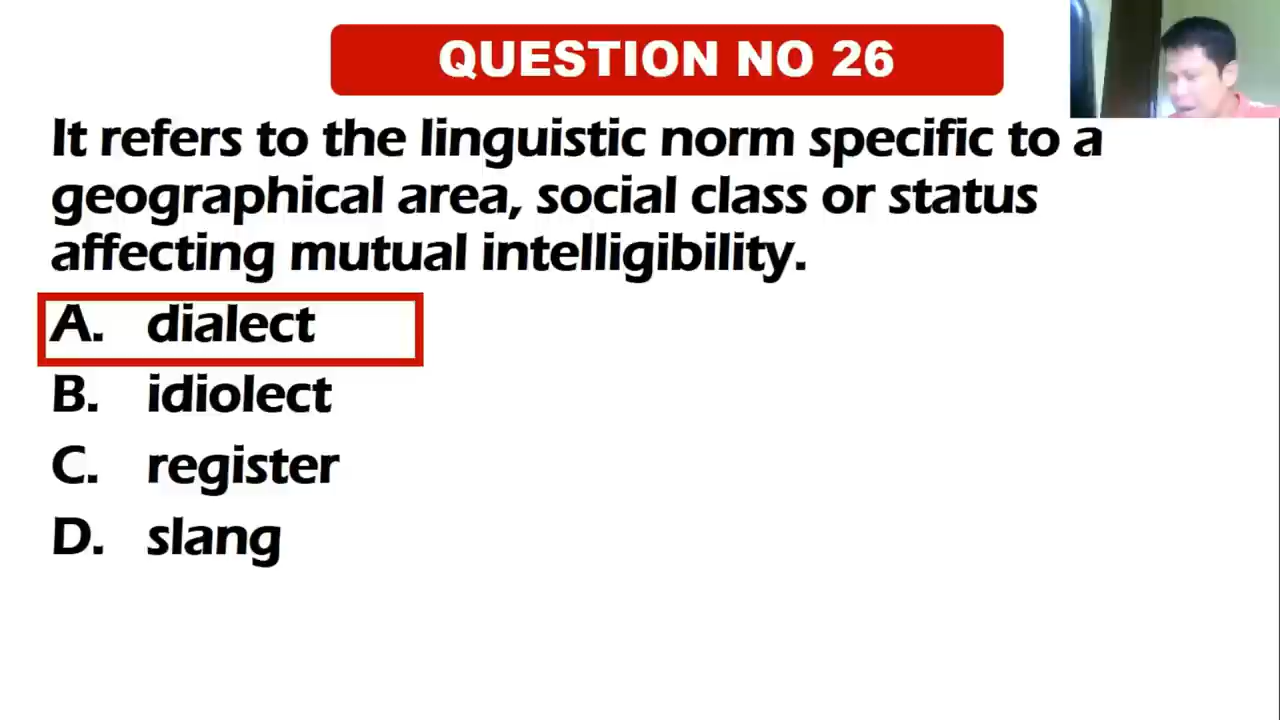 QUESTION NO 26
It refers to the linguistic norm specific to a
geographical area, social class or status
affecting mutual intelligibility.
A. dialect
B. idiolect
C. register
D. slang